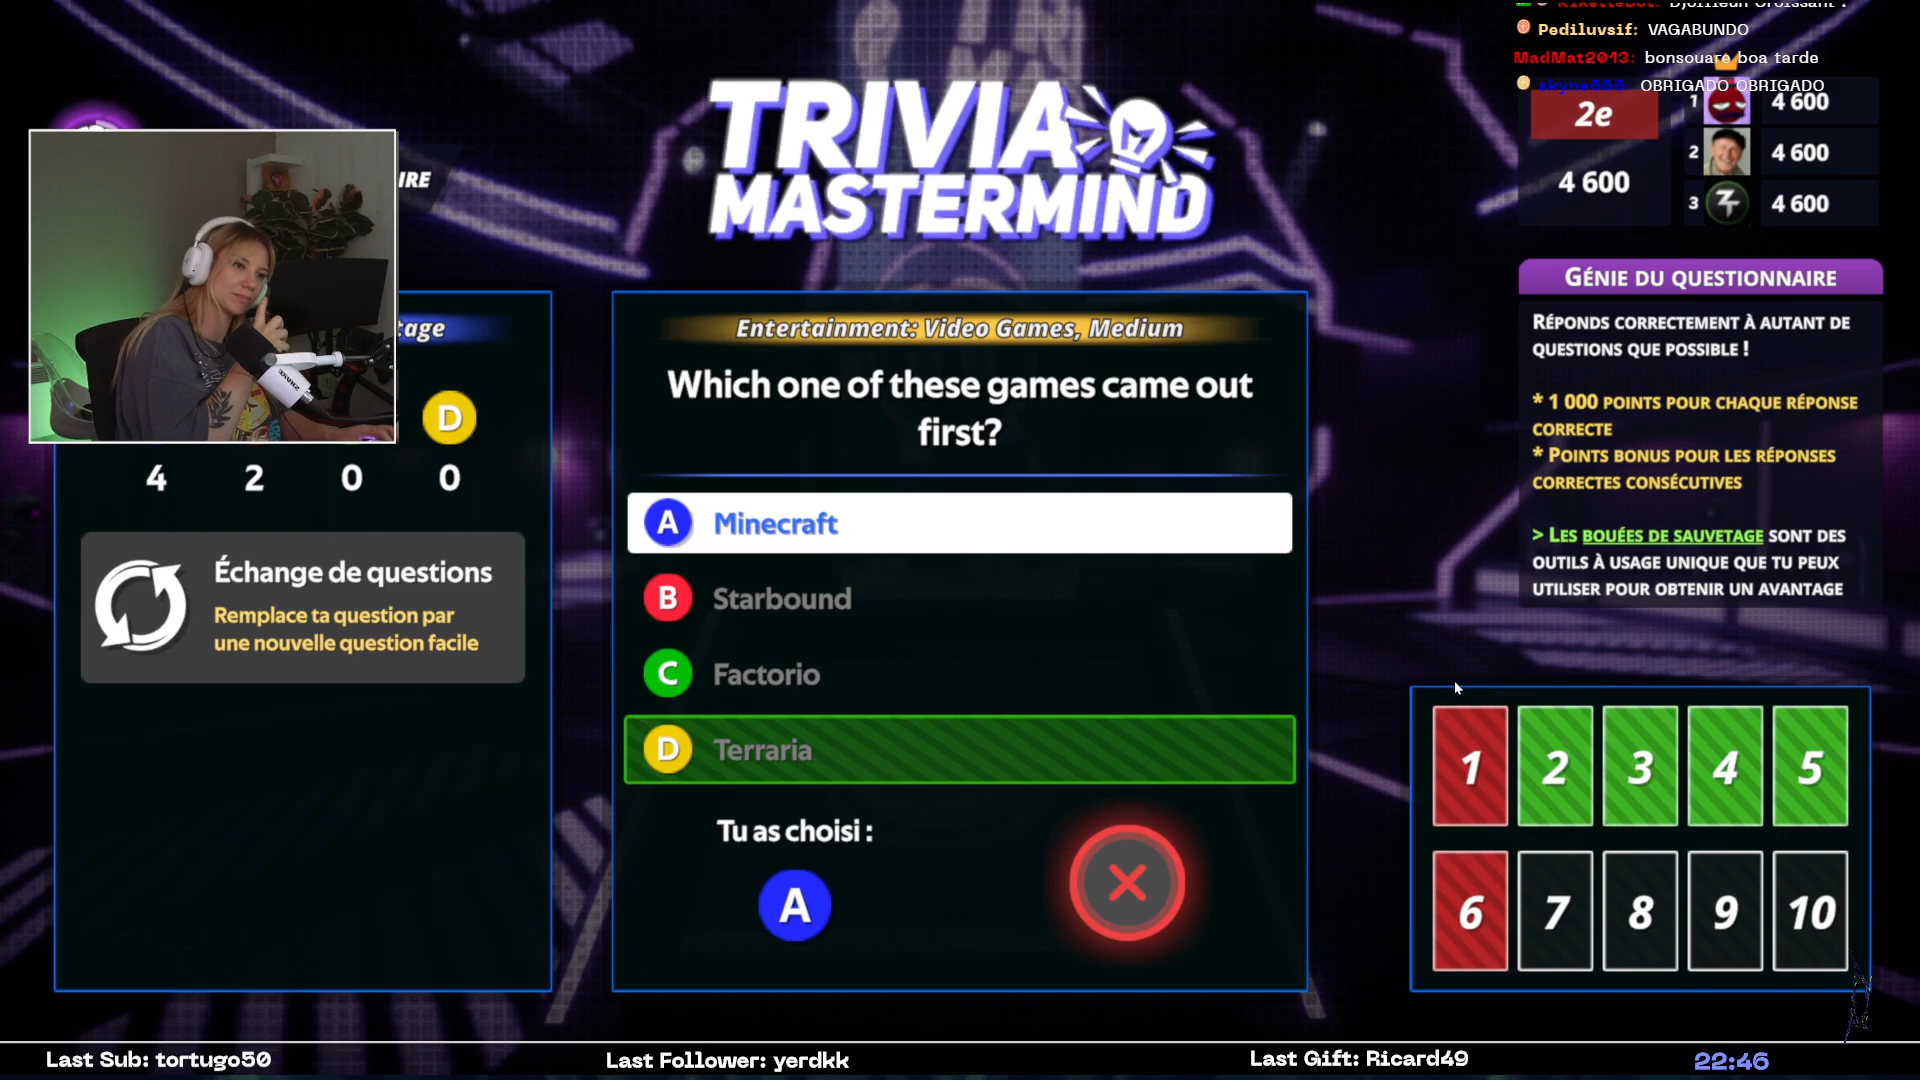 Pediluvsif: VAGABUNDO
MadMat2013: bonsouare boa tarde
OBRIGADO OBRIGADO
TRIVIA
MASTERMIND
2e
4 600
1 4 600
2 4 600
3 4 600
IRE
tage
D
4 2 0 0
Échange de questions
Remplace ta question par
une nouvelle question facile
Entertainment: Video Games, Medium
Which one of these games came out
first?
A Minecraft
B Starbound
C Factorio
D Terraria
Tu as choisi :
A
GÉNIE DU QUESTIONNAIRE
RÉPONDS CORRECTEMENT À AUTANT DE
QUESTIONS QUE POSSIBLE !
* 1 000 POINTS POUR CHAQUE RÉPONSE
CORRECTE
* POINTS BONUS POUR LES RÉPONSES
CORRECTES CONSÉCUTIVES
> LES BOUÉES DE SAUVETAGE SONT DES
OUTILS À USAGE UNIQUE QUE TU PEUX
UTILISER POUR OBTENIR UN AVANTAGE
1 2 3 4 5
6 7 8 9 10
Last Sub: tortugo50
Last Follower: yerdkk
Last Gift: Ricard49
22:46